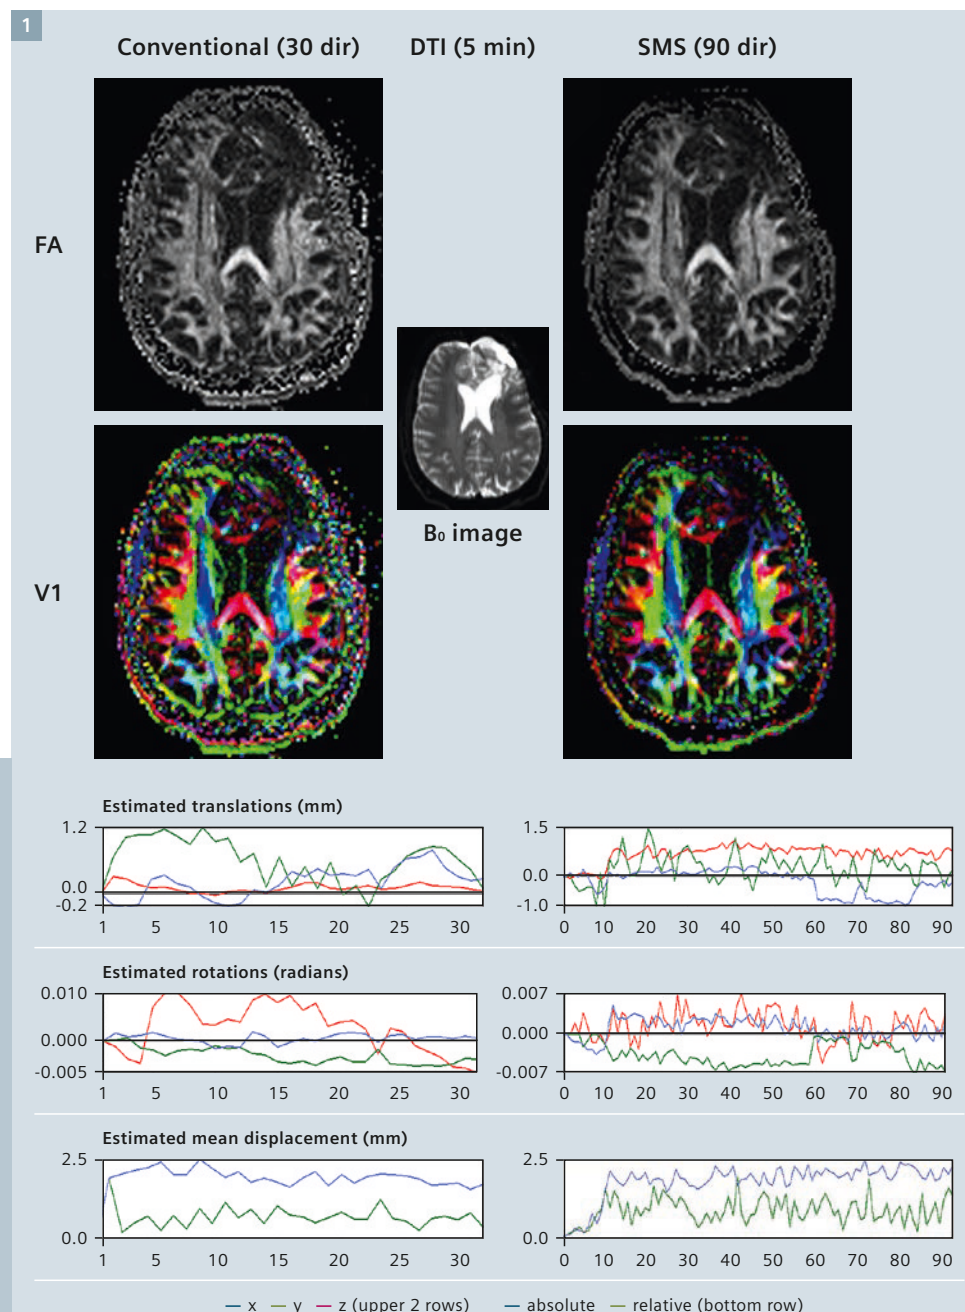 1
Conventional (30 dir) DTI (5 min) SMS (90 dir)
FA
B₀ image
V1
Estimated translations (mm)
1.2 1.5
0.0 0.0
-0.2 -1.0
1 5 10 15 20 25 30 0 10 20 30 40 50 60 70 80 90
Estimated rotations (radians)
0.010 0.007
0.000 0.000
-0.005 -0.007
1 5 10 15 20 25 30 0 10 20 30 40 50 60 70 80 90
Estimated mean displacement (mm)
2.5 2.5
0.0 0.0
1 5 10 15 20 25 30 0 10 20 30 40 50 60 70 80 90
x y z (upper 2 rows) absolute relative (bottom row)